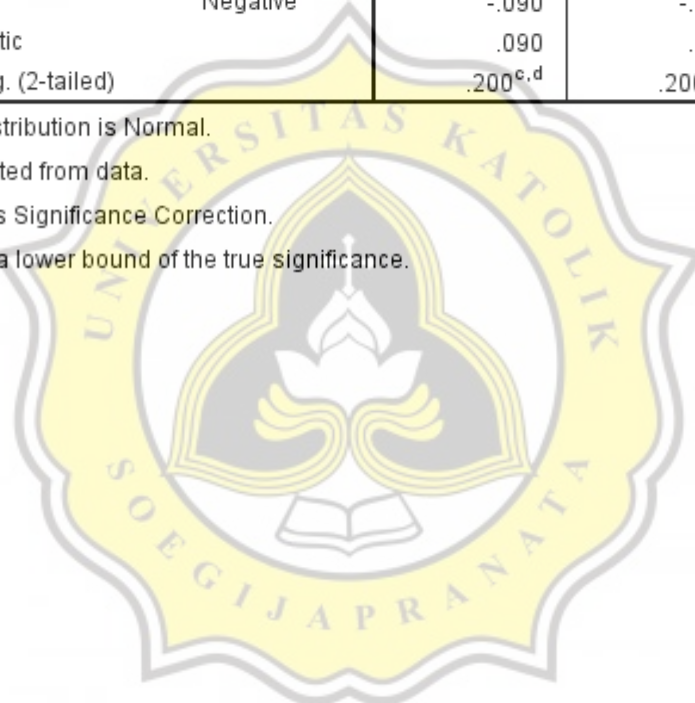 Negative -.090
tic .090
g. (2-tailed) .200c,d .20
stribution is Normal.
ted from data.
s Significance Correction.
a lower bound of the true significance.
UNIVERSITAS KATOLIK
SOEGIJAPRANATA